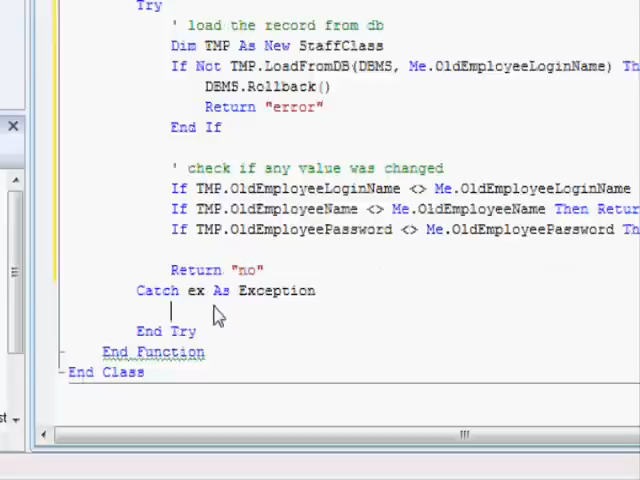 Try
' load the record from db
Dim TMP As New StaffClass
If Not TMP.LoadFromDB(DBMS, Me.OldEmployeeLoginName) Th
DBMS.Rollback()
Return "error"
End If
' check if any value was changed
If TMP.OldEmployeeLoginName <> Me.OldEmployeeLoginName
If TMP.OldEmployeeName <> Me.OldEmployeeName Then Retur
If TMP.OldEmployeePassword <> Me.OldEmployeePassword Th
Return "no"
Catch ex As Exception
End Try
End Function
End Class
st